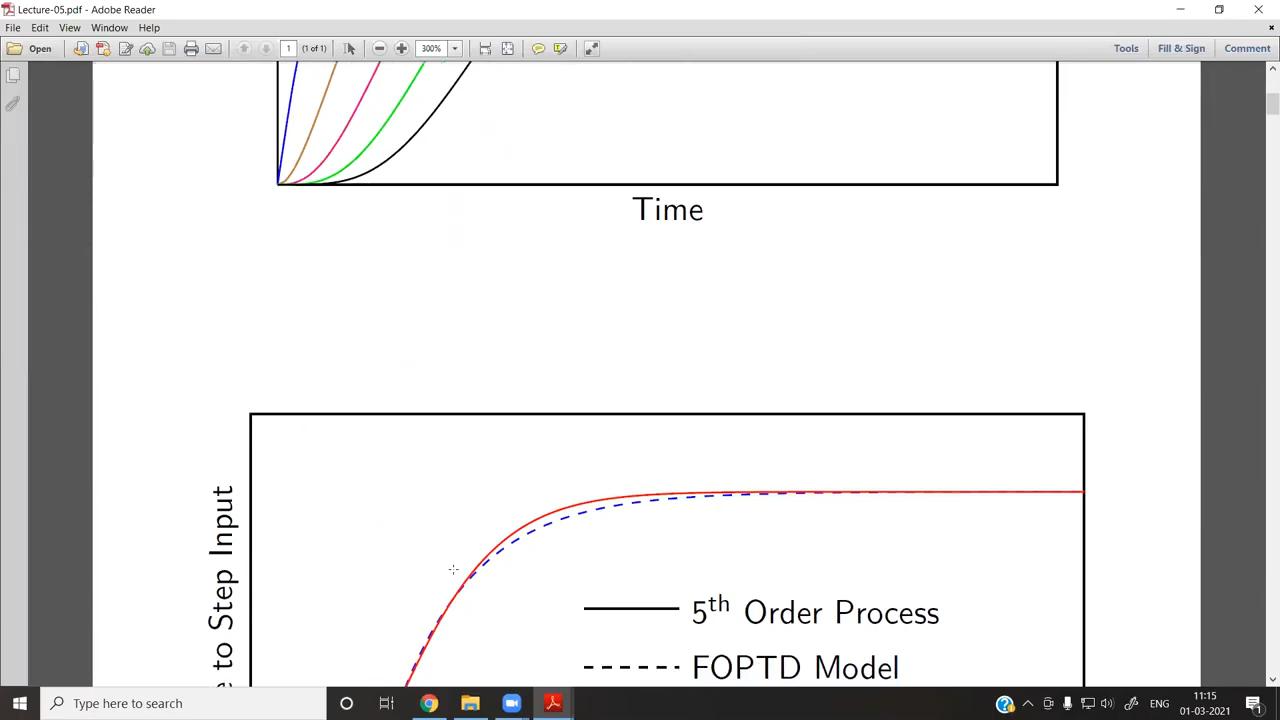 Lecture-05.pdf - Adobe Reader
File Edit View Window Help
Open 1 (1 of 1) 300% Tools Fill & Sign Comment
Time
e to Step Input
5th Order Process
FOPTD Model
Type here to search
ENG 11:15
01-03-2021
1